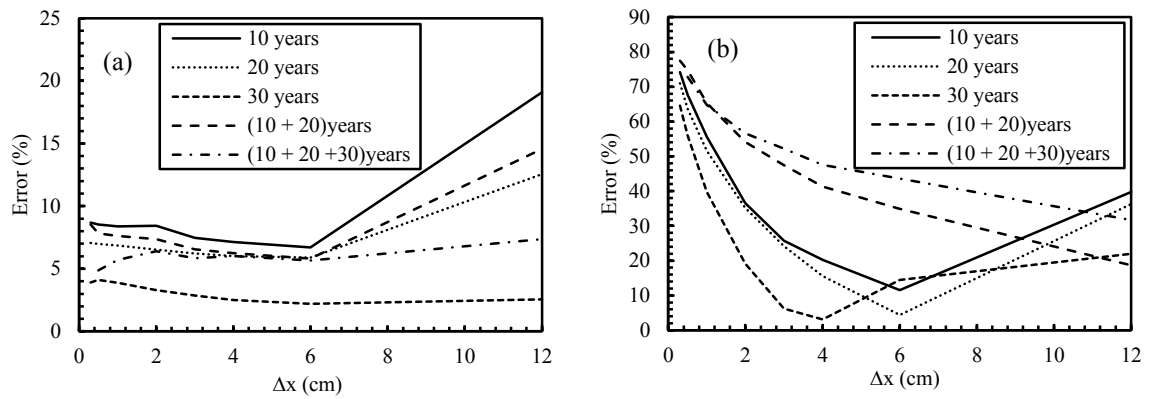 (a)
10 years
20 years
30 years
(10 + 20)years
(10 + 20 +30)years
25
20
15
10
5
0
Error (%)
0 2 4 6 8 10 12
Δx (cm)
(b)
10 years
20 years
30 years
(10 + 20)years
(10 + 20 +30)years
90
80
70
60
50
40
30
20
10
0
Error (%)
0 2 4 6 8 10 12
Δx (cm)